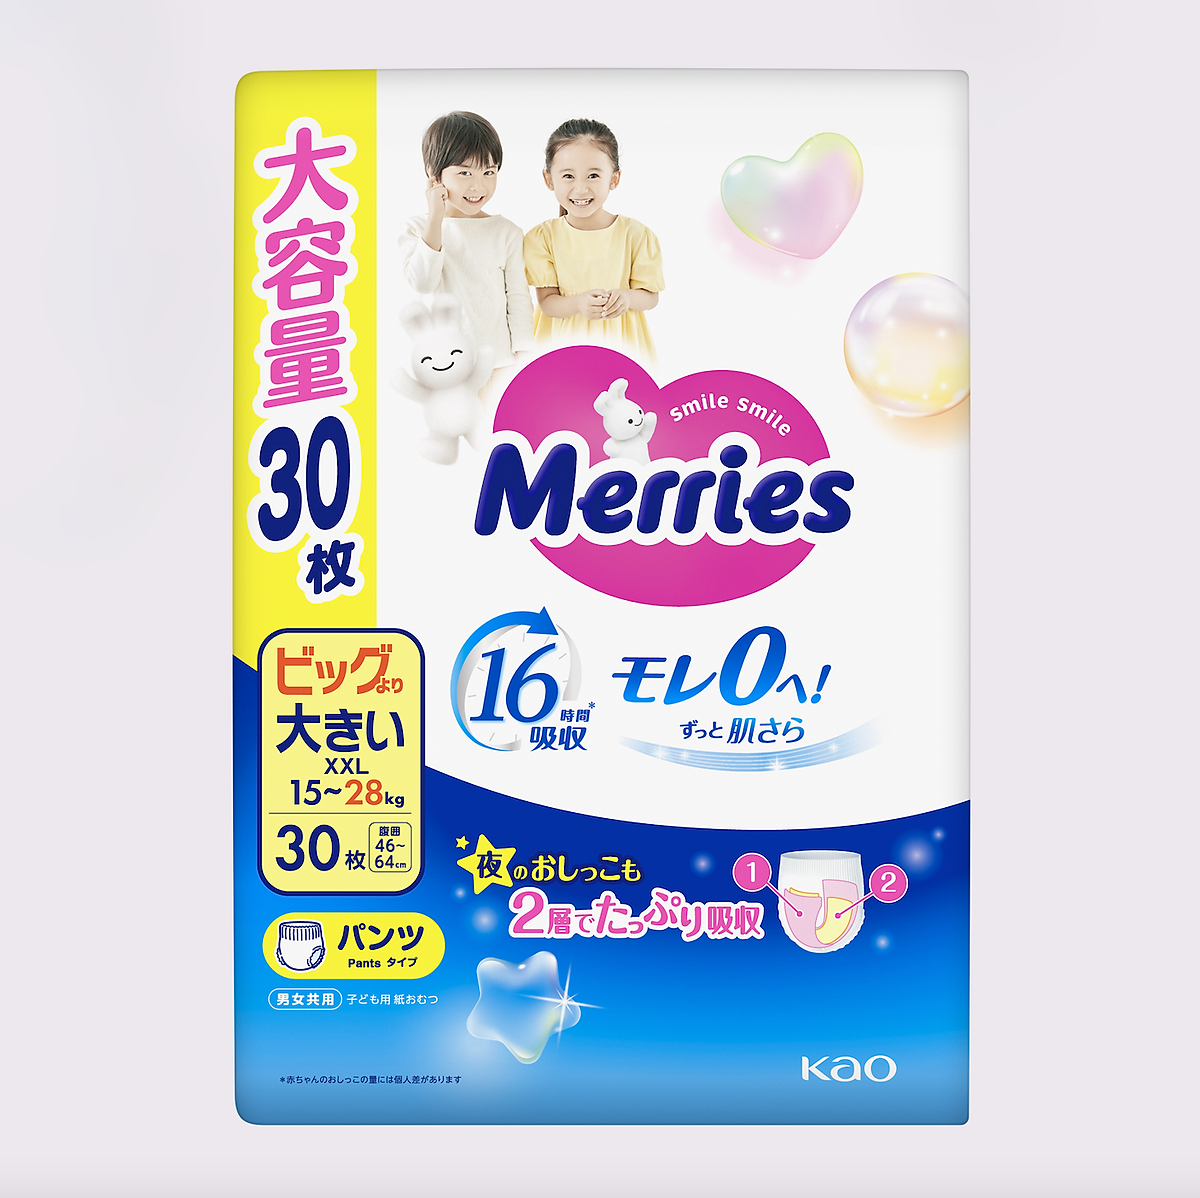 大容量
30
枚
smile smile
Merries
16
時間*
吸収
モレ0へ!
ずっと肌さら
ビッグより
大きい
XXL
15~28kg
30枚
腹囲
46~
64cm
夜のおしっこも
2層でたっぷり吸収
1
2
パンツ
Pants タイプ
男女共用 子ども用 紙おむつ
*赤ちゃんのおしっこの量には個人差があります
Kao